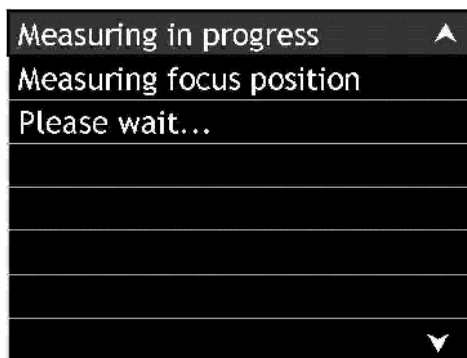 Measuring in progress
Measuring focus position
Please wait...